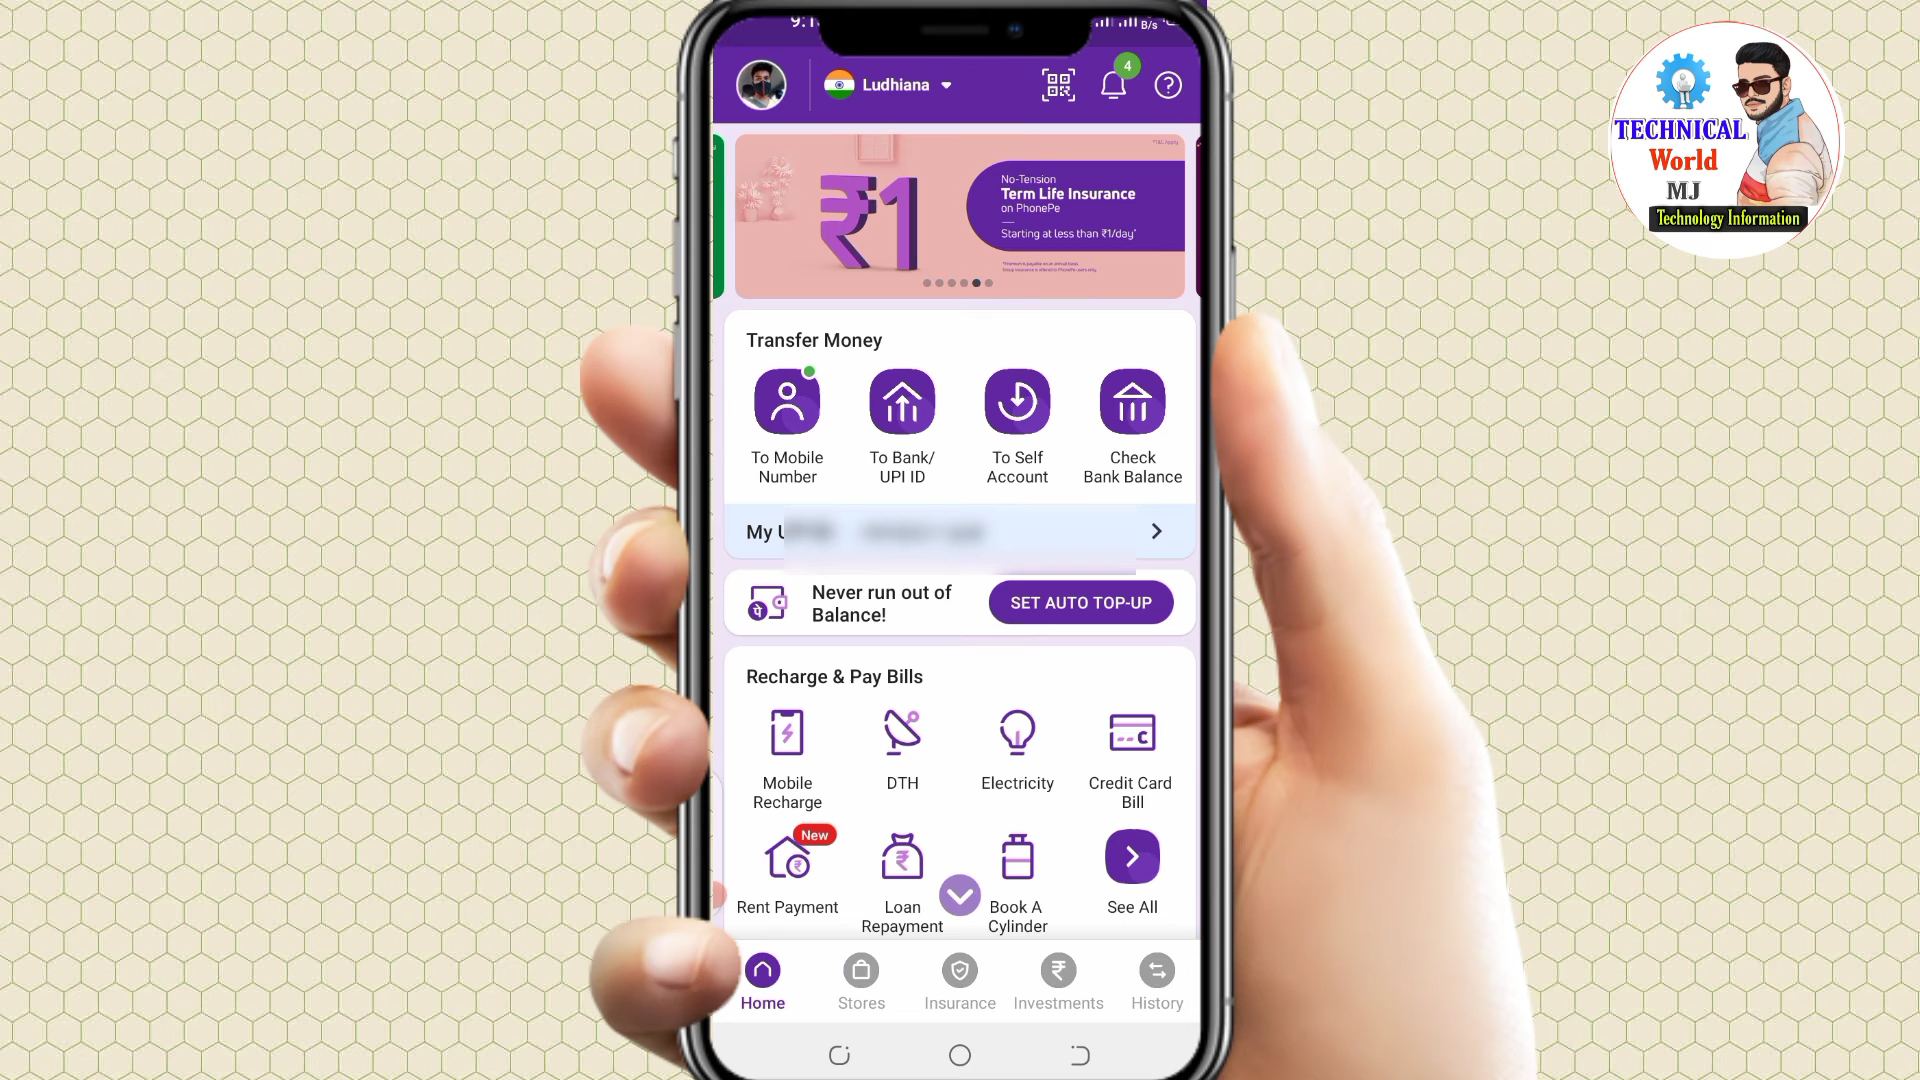 B/s
4
Ludhiana
TECHNICAL
World
MJ
Technology Information
*T&C Apply
₹1
No-Tension
Term Life Insurance
on PhonePe
Starting at less than ₹1/day*
Transfer Money
To Mobile
Number
To Bank/
UPI ID
To Self
Account
Check
Bank Balance
My
पे
Never run out of
Balance!
SET AUTO TOP-UP
Recharge & Pay Bills
C
Mobile
Recharge
DTH
Electricity
Credit Card
Bill
New
₹
₹
Rent Payment
Loan
Repayment
Book A
Cylinder
See All
₹
Home
Stores
Insurance
Investments
History